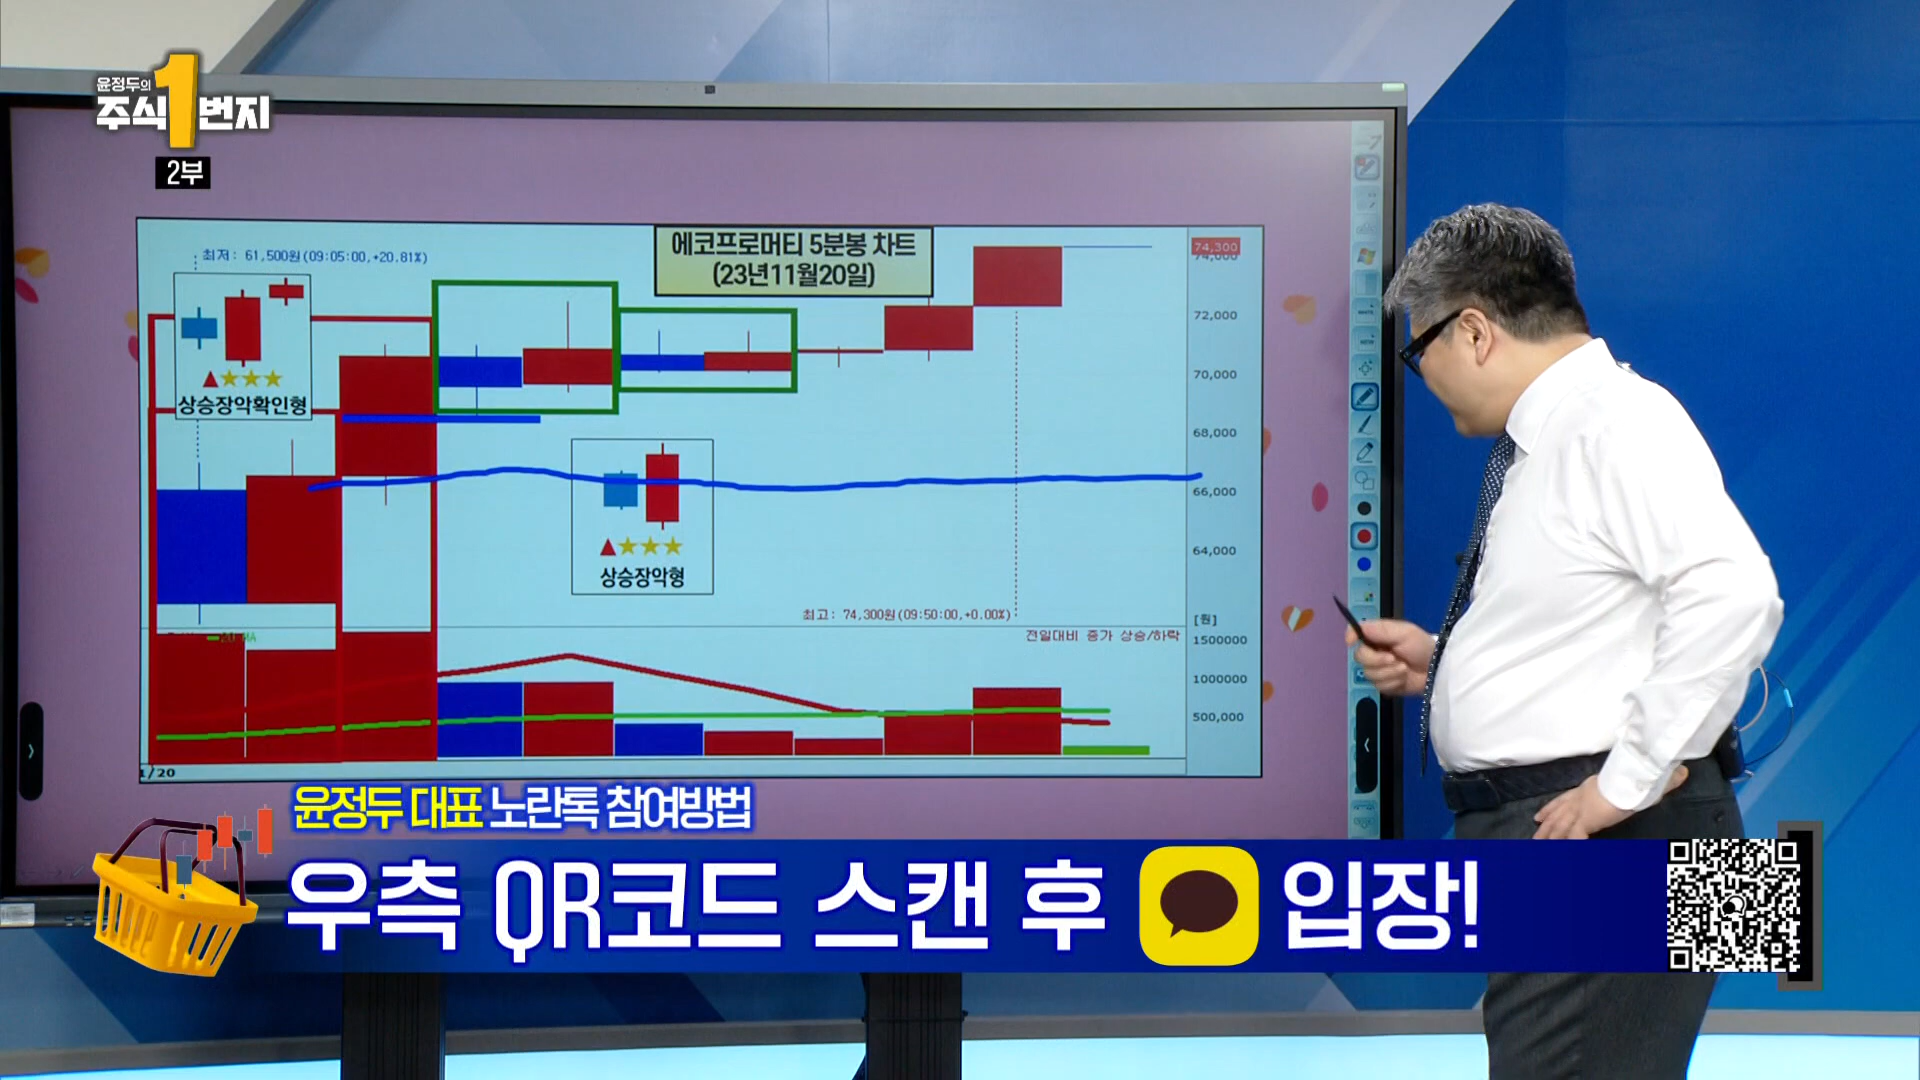 윤정두의
주식1번지
2부
에코프로머티 5분봉 차트
(23년11월20일)
최저: 61,500원(09:05:00,+20.81%)
▲★★★
상승장악확인형
▲★★★
상승장악형
최고: 74,300원(09:50:00,+0.00%)
전일대비 증가 상승/하락
74,300
74,000
72,000
70,000
68,000
66,000
64,000
[원]
1500000
1000000
500,000
20 MA
1/20
윤정두 대표 노란톡 참여방법
우측 QR코드 스캔 후 입장!